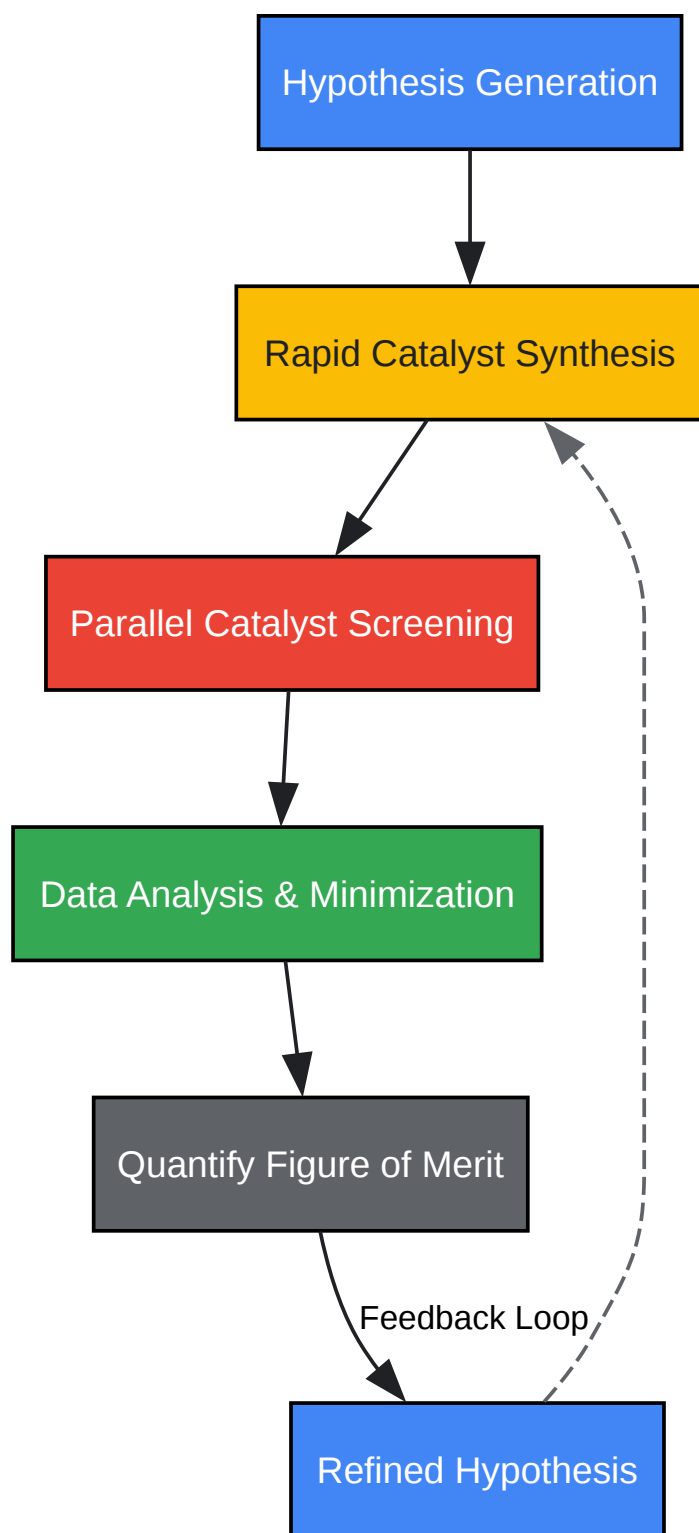 Hypothesis Generation
Rapid Catalyst Synthesis
Parallel Catalyst Screening
Data Analysis & Minimization
Quantify Figure of Merit
Feedback Loop
Refined Hypothesis